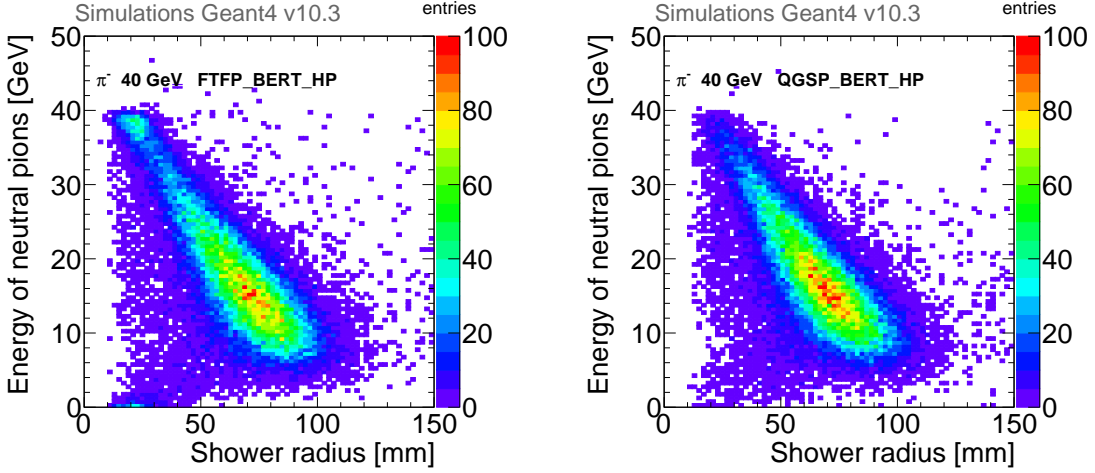 Simulations Geant4 v10.3
entries
π⁻ 40 GeV FTFP_BERT_HP
Energy of neutral pions [GeV]
50
40
30
20
10
0
0 50 100 150
Shower radius [mm]
100
80
60
40
20
0
Simulations Geant4 v10.3
entries
π⁻ 40 GeV QGSP_BERT_HP
Energy of neutral pions [GeV]
50
40
30
20
10
0
0 50 100 150
Shower radius [mm]
100
80
60
40
20
0